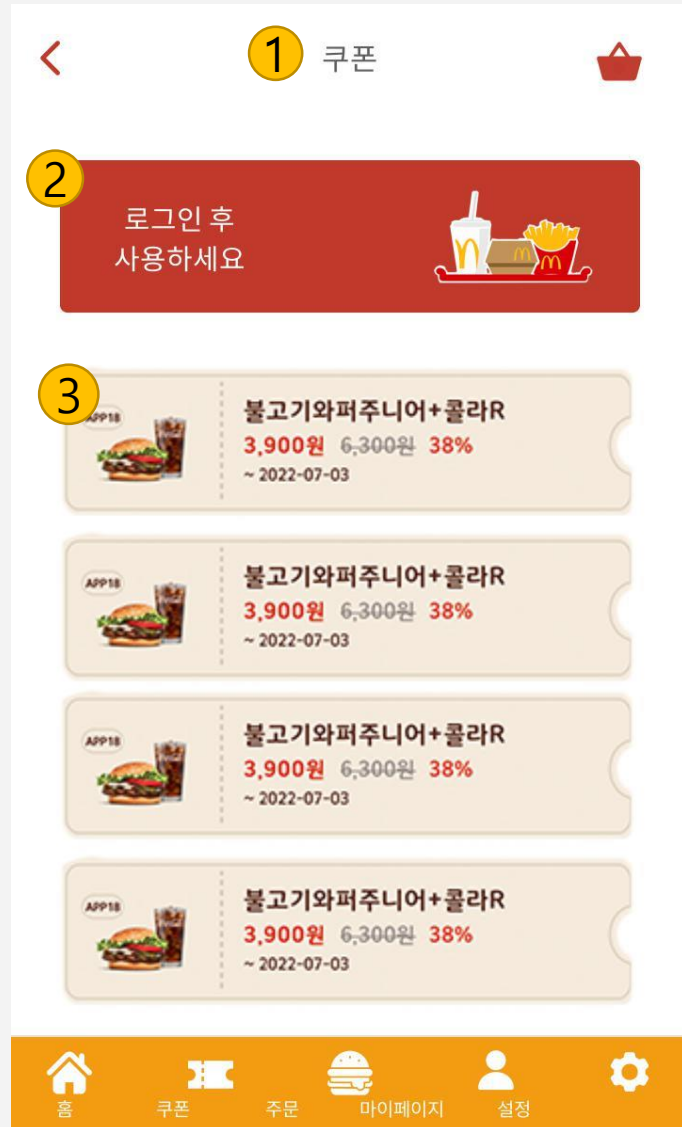 1 쿠폰
2
로그인 후
사용하세요
3
APP18
불고기와퍼주니어+콜라R
3,900원 6,300원 38%
~ 2022-07-03
APP18
불고기와퍼주니어+콜라R
3,900원 6,300원 38%
~ 2022-07-03
APP18
불고기와퍼주니어+콜라R
3,900원 6,300원 38%
~ 2022-07-03
APP18
불고기와퍼주니어+콜라R
3,900원 6,300원 38%
~ 2022-07-03
홈 쿠폰 주문 마이페이지 설정